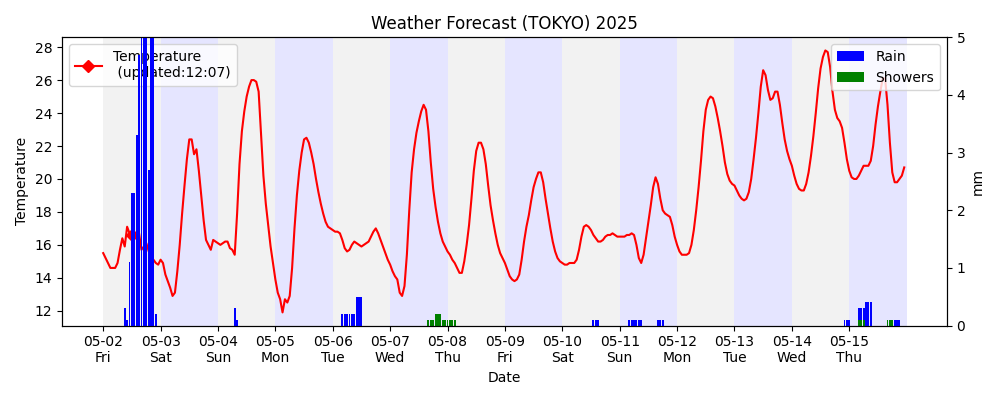 Weather Forecast (TOKYO) 2025
Temperature
(updated:12:07)
Rain
Showers
Temperature
28
26
24
22
20
18
16
14
12
5
4
3
2
1
0
mm
05-02 05-03 05-04 05-05 05-06 05-07 05-08 05-09 05-10 05-11 05-12 05-13 05-14 05-15
Fri Sat Sun Mon Tue Wed Thu Fri Sat Sun Mon Tue Wed Thu
Date